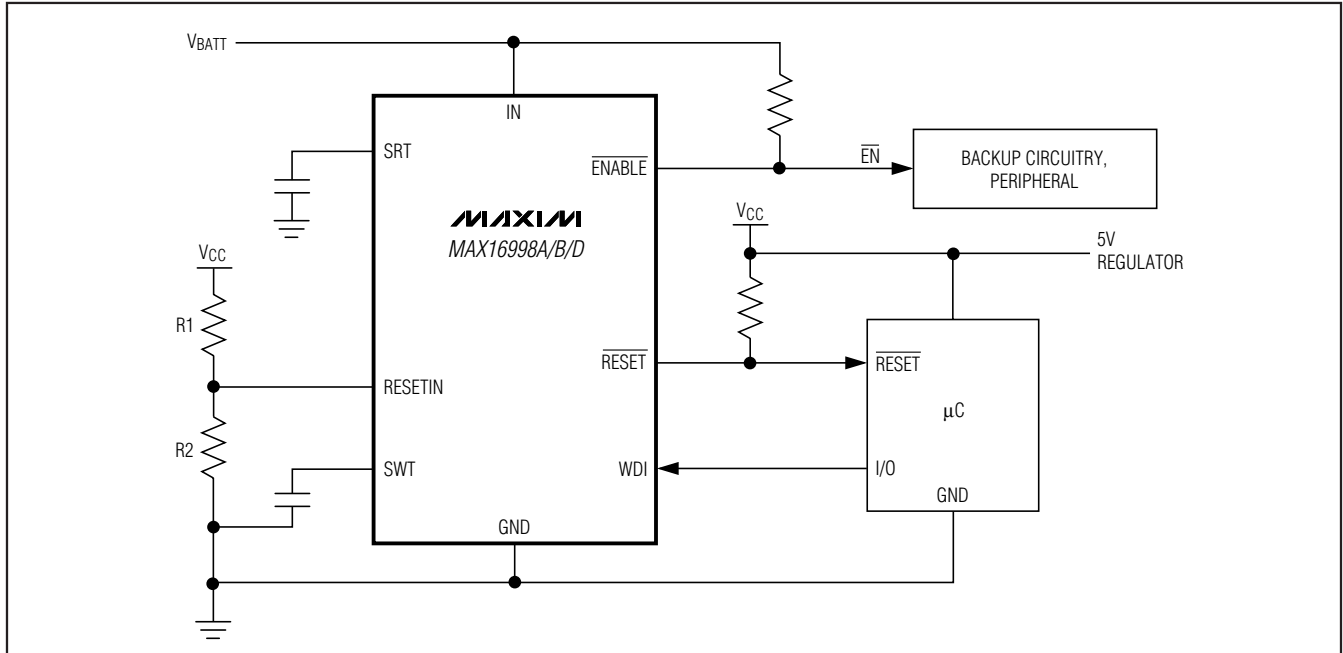 VBATT
IN
SRT
ENABLE
EN
BACKUP CIRCUITRY,
PERIPHERAL
MAXIM
MAX16998A/B/D
VCC
5V
REGULATOR
VCC
R1
RESET
RESET
RESETIN
μC
R2
SWT
WDI
I/O
GND
GND